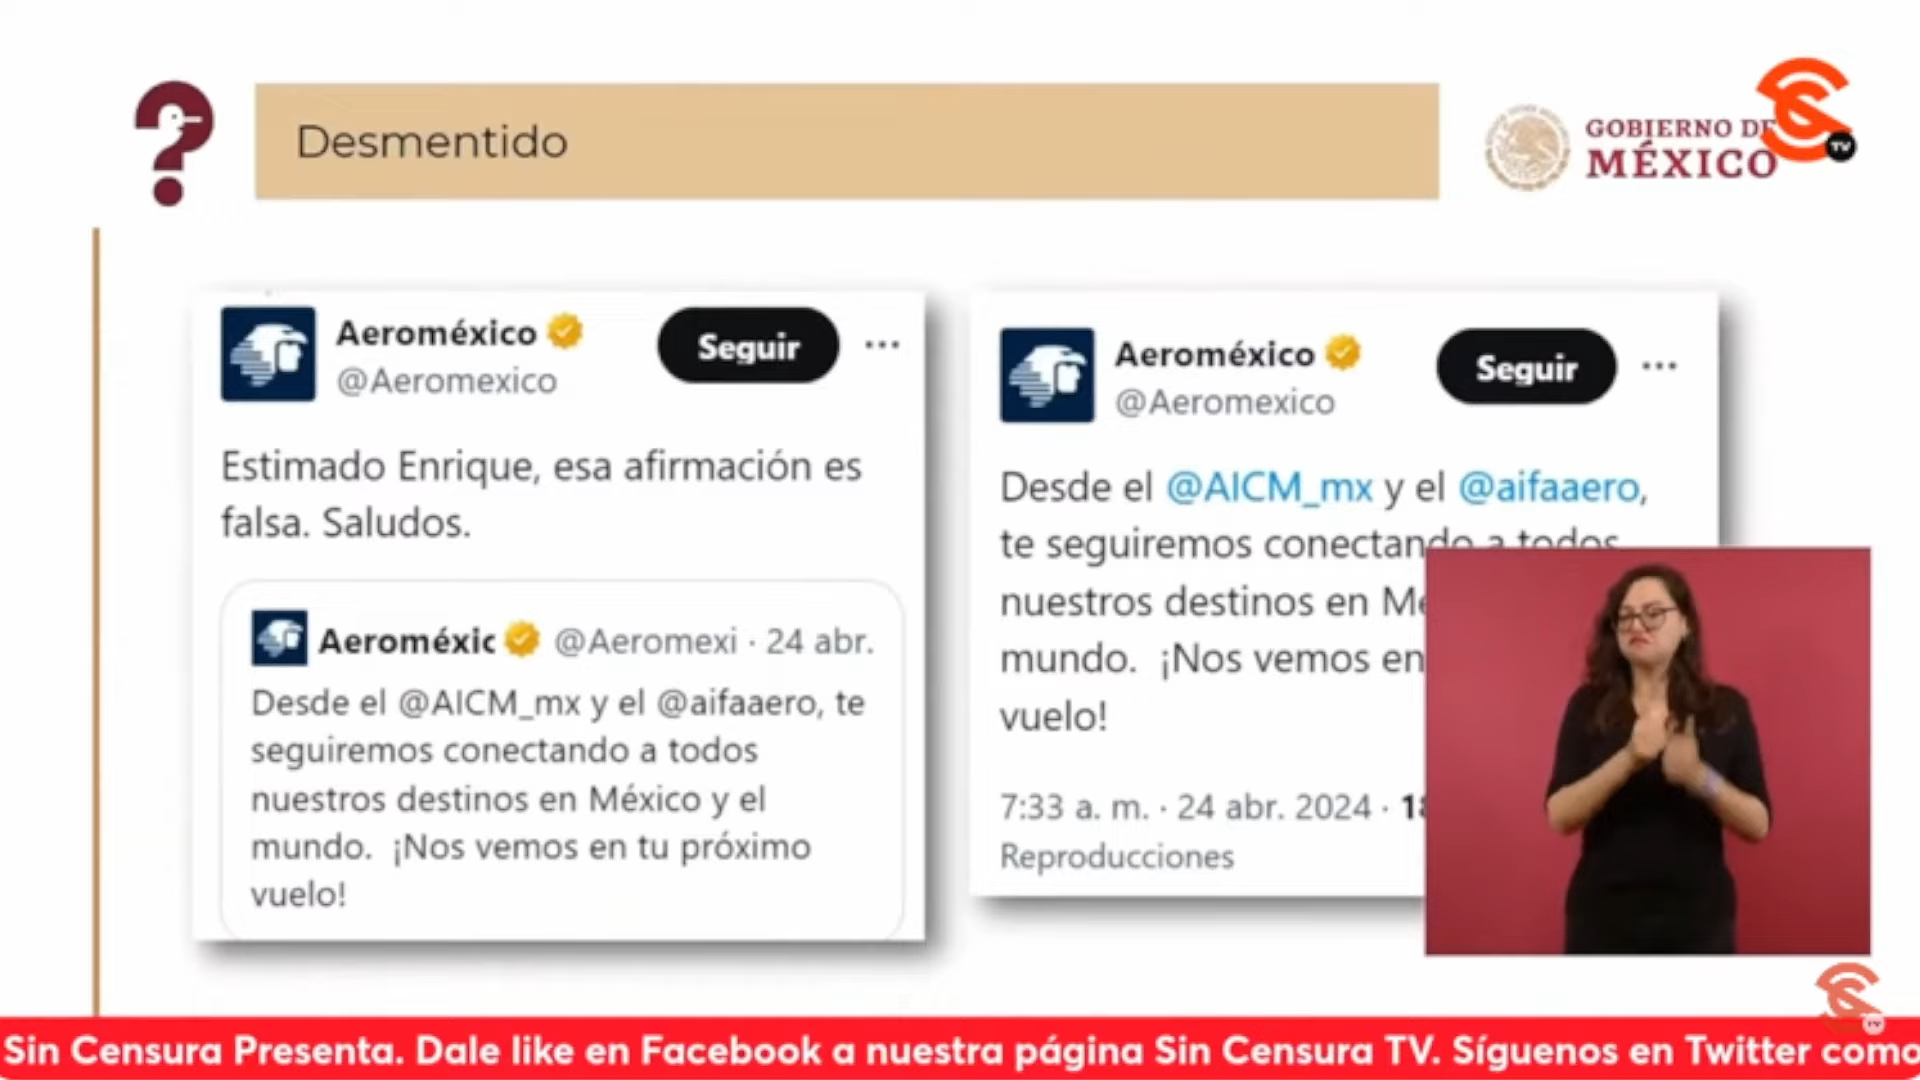 Desmentido
GOBIERNO DE
MÉXICO
TV
Aeroméxico
@Aeromexico
Seguir
Estimado Enrique, esa afirmación es
falsa. Saludos.
Aeroméxic @Aeromexi · 24 abr.
Desde el @AICM_mx y el @aifaaero, te
seguiremos conectando a todos
nuestros destinos en México y el
mundo. ¡Nos vemos en tu próximo
vuelo!
Aeroméxico
@Aeromexico
Seguir
Desde el @AICM_mx y el @aifaaero,
te seguiremos conectando a todos
nuestros destinos en
mundo. ¡Nos vemos en
vuelo!
7:33 a. m. · 24 abr. 2024 ·
Reproducciones
TV
Sin Censura Presenta. Dale like en Facebook a nuestra página Sin Censura TV. Síguenos en Twitter como